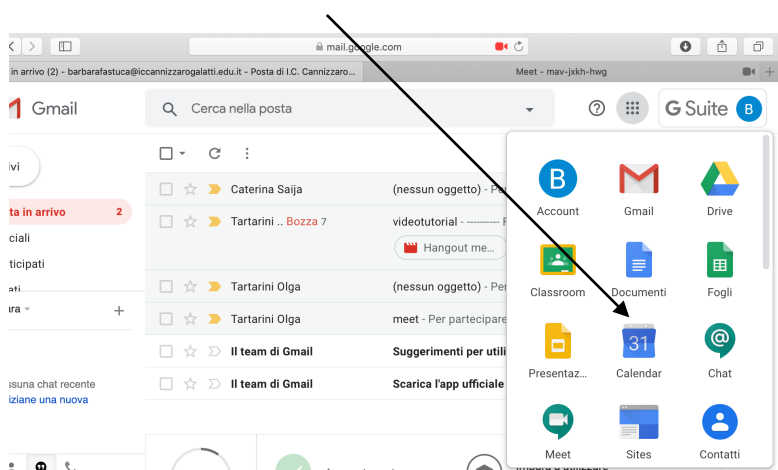 mail.google.com
in arrivo (2) - barbarafastuca@iccannizzarogalatti.edu.it - Posta di I.C. Cannizzaro...
Meet - mav-jxkh-hwg
Gmail
Cerca nella posta
G Suite B
ivi
ta in arrivo 2
ciali
ticipati
ati
ara
ssuna chat recente
iziane una nuova
Caterina Saija (nessun oggetto) - Pe
Tartarini .. Bozza 7 videotutorial - ---------- F
Hangout me...
Tartarini Olga (nessun oggetto) - Per
Tartarini Olga meet - Per partecipare
Il team di Gmail Suggerimenti per utili
Il team di Gmail Scarica l'app ufficiale
B
Account Gmail Drive
Classroom Documenti Fogli
31
Presentaz... Calendar Chat
Meet Sites Contatti
Impara a utilizzare